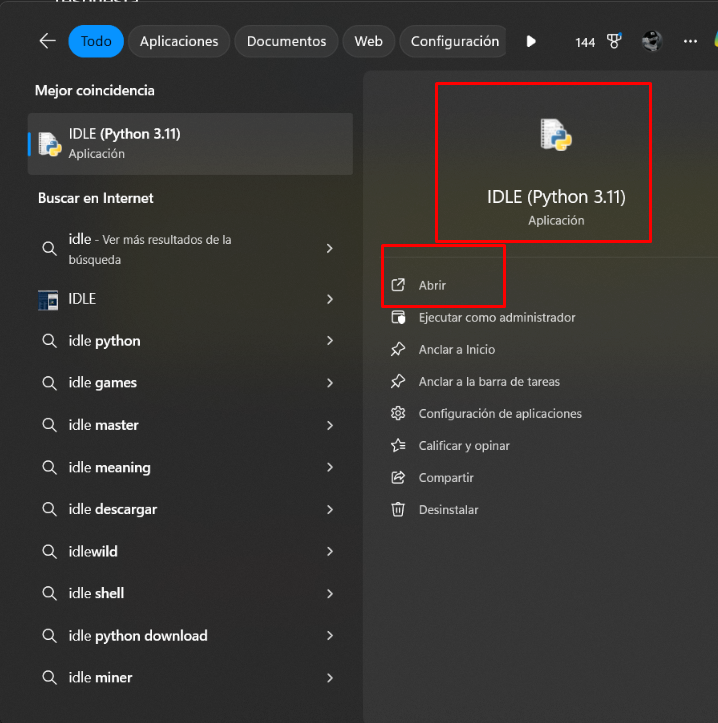 Todo
Aplicaciones
Documentos
Web
Configuración
144
Mejor coincidencia
IDLE (Python 3.11)
Aplicación
Buscar en Internet
idle - Ver más resultados de la
búsqueda
IDLE
idle python
idle games
idle master
idle meaning
idle descargar
idlewild
idle shell
idle python download
idle miner
IDLE (Python 3.11)
Aplicación
Abrir
Ejecutar como administrador
Anclar a Inicio
Anclar a la barra de tareas
Configuración de aplicaciones
Calificar y opinar
Compartir
Desinstalar